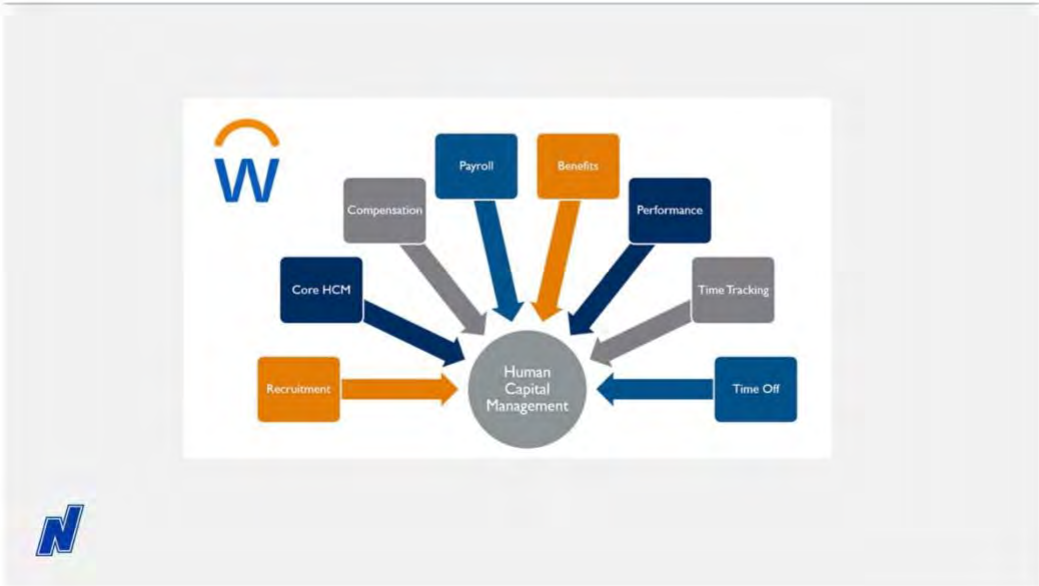 W
Payroll
Benefits
Compensation
Performance
Core HCM
Time Tracking
Recruitment
Human
Capital
Management
Time Off
N